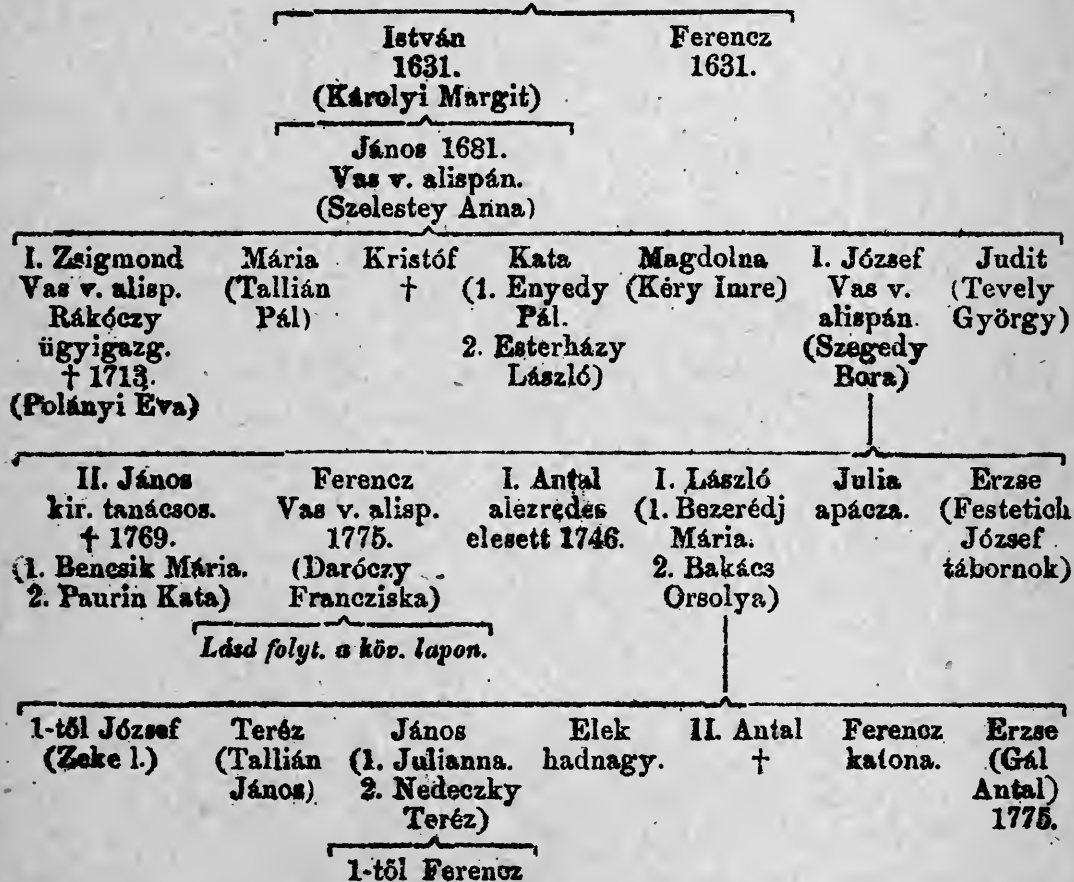 István
1631.
(Károlyi Margit)
Ferencz
1631.
János 1681.
Vas v. alispán.
(Szelestey Anna)
I. Zsigmond
Vas v. alisp.
Rákóczy
ügyigazg.
† 1713.
(Polányi Éva)
Mária
(Tallián
Pál)
Kristóf
†
Kata
(1. Enyedy
Pál.
2. Esterházy
László)
Magdolna
(Kéry Imre)
I. József
Vas v.
alispán.
(Szegedy
Bora)
Judit
(Tevely
György)
II. János
kir. tanácsos.
† 1769.
(1. Bencsik Mária.
2. Paurin Kata)
Ferencz
Vas v. alisp.
1775.
(Daróczy
Francziska)
I. Antal
alezredes
elesett 1746.
I. László
(1. Bezerédj
Mária.
2. Bakács
Orsolya)
Julia
apácza.
Erzse
(Festetich
József
tábornok)
Lásd folyt. a köv. lapon.
1-től József
(Zeke l.)
Teréz
(Tallián
János)
János
(1. Julianna.
2. Nedeczky
Teréz)
Elek
hadnagy.
II. Antal
†
Ferencz
katona.
Erzse
(Gál
Antal)
1775.
1-től Ferencz